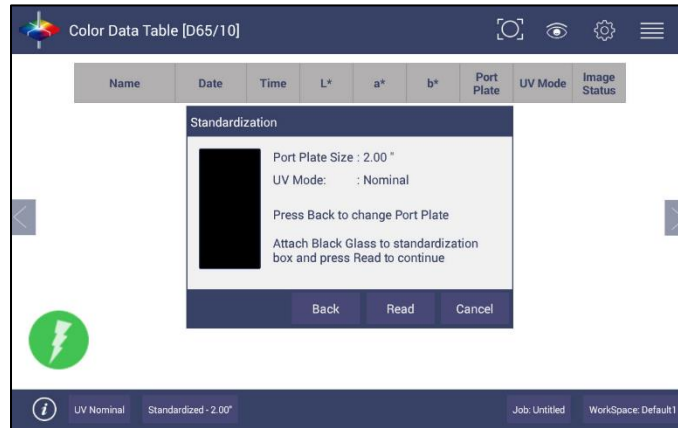 Color Data Table [D65/10]
Name Date Time L* a* b* Port Plate UV Mode Image Status
Standardization
Port Plate Size : 2.00 "
UV Mode: : Nominal
Press Back to change Port Plate
Attach Black Glass to standardization
box and press Read to continue
Back Read Cancel
i UV Nominal Standardized - 2.00" Job: Untitled WorkSpace: Default1